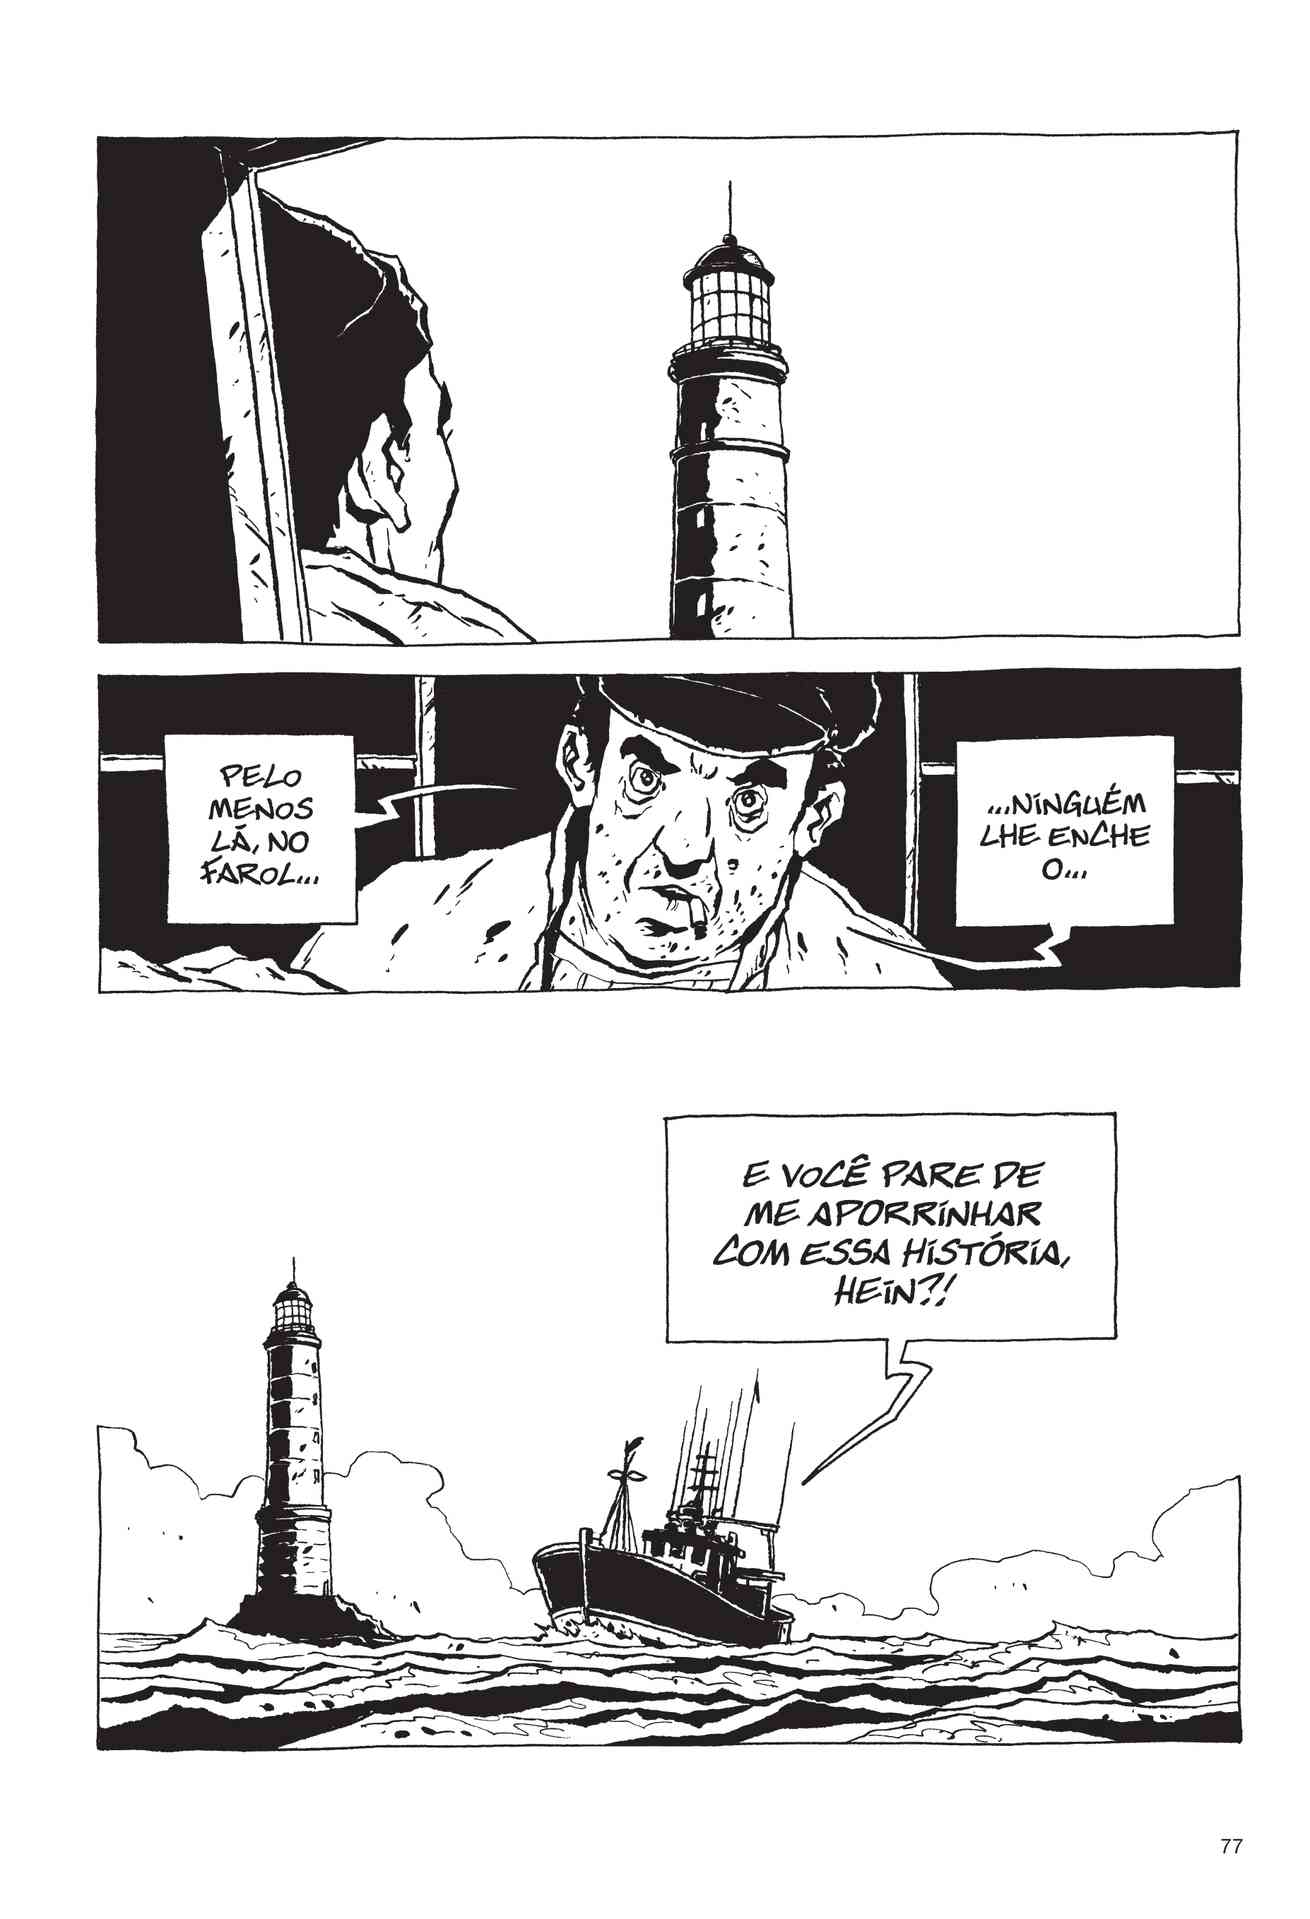 PELO
MENOS
LÁ, NO
FAROL...
...NINGUÉM
LHE ENCHE
O...
E VOCÊ PARE DE
ME APORRINHAR
COM ESSA HISTÓRIA,
HEIN?!
77